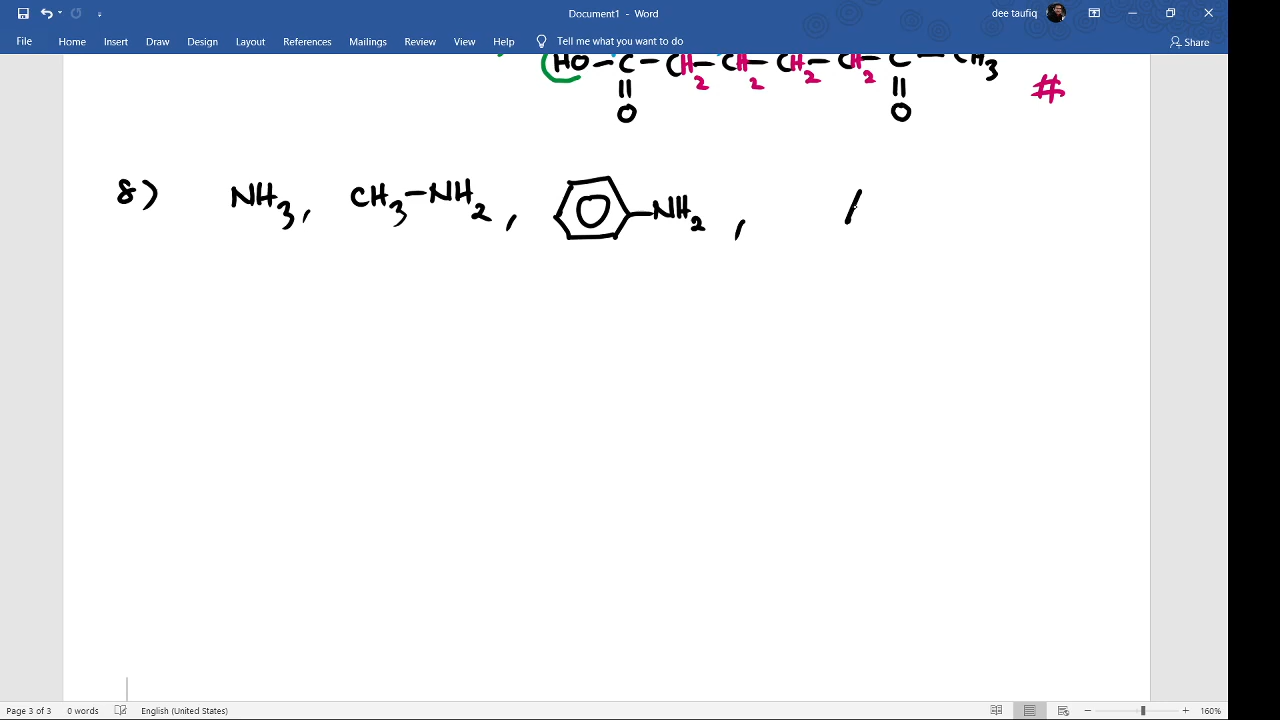 Document1 - Word
dee taufiq
File Home Insert Draw Design Layout References Mailings Review View Help Tell me what you want to do Share
HO-C-CH2-CH2-CH2-CH2-C-CH3
O O #
8) NH3, CH3-NH2, -NH2,
Page 3 of 3 0 words English (United States) 160%